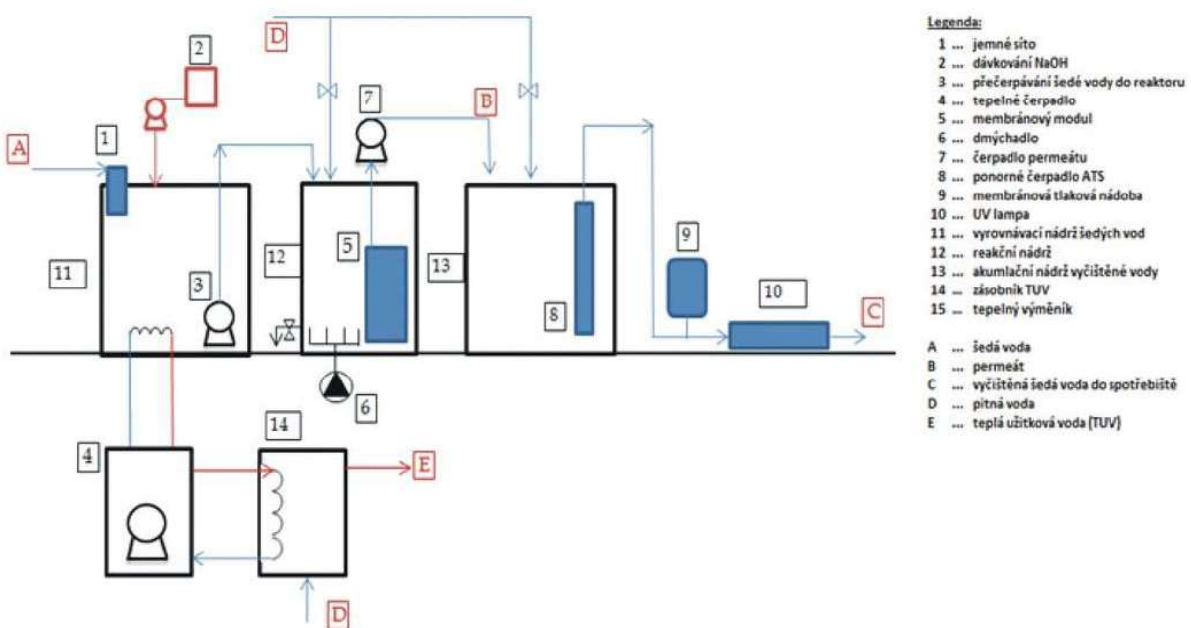 D
2
7
B
1
A
5
12
13
11
3
9
10
8
C
6
14
4
E
D
Legenda:
1 ... jemné síto
2 ... dávkování NaOH
3 ... přečerpávání šedé vody do reaktoru
4 ... tepelné čerpadlo
5 ... membránový modul
6 ... dmýchadlo
7 ... čerpadlo permeátu
8 ... ponorné čerpadlo ATS
9 ... membránová tlaková nádoba
10 ... UV lampa
11 ... vyrovnávací nádrž šedých vod
12 ... reakční nádrž
13 ... akumlační nádrž vyčištěné vody
14 ... zásobník TUV
15 ... tepelný výměník
A ... šedá voda
B ... permeát
C ... vyčištěná šedá voda do spotřebiště
D ... pitná voda
E ... teplá užitková voda (TUV)